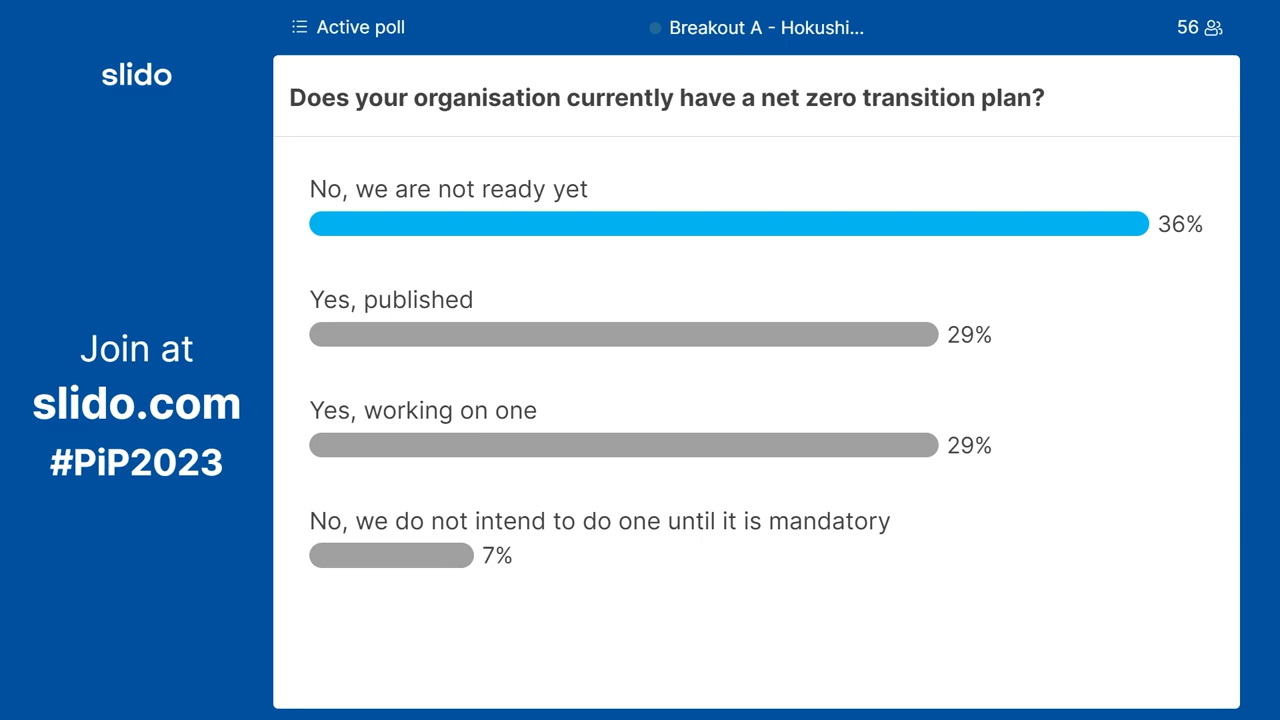 Active poll
Breakout A - Hokushi...
56
slido
Does your organisation currently have a net zero transition plan?
No, we are not ready yet
36%
Yes, published
29%
Yes, working on one
29%
No, we do not intend to do one until it is mandatory
7%
Join at
slido.com
#PiP2023